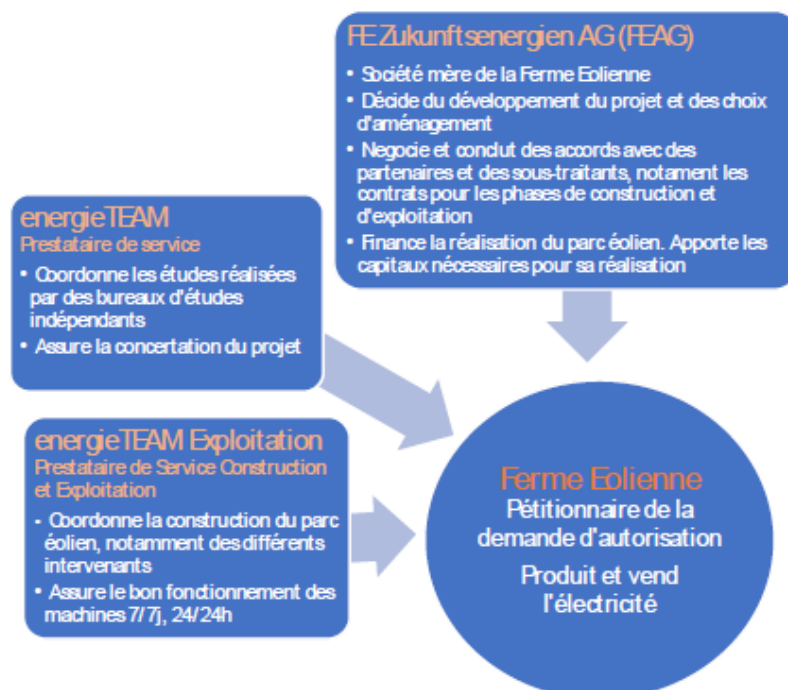 FE Zukunftsenergien AG (FEAG)
• Société mère de la Ferme Eolienne
• Décide du développement du projet et des choix
d'aménagement
• Negocie et conclut des accords avec des
partenaires et des sous-traitants, notament les
contrats pour les phases de construction et
d'exploitation
• Finance la réalisation du parc éolien. Apporte les
capitaux nécessaires pour sa réalisation
energieTEAM
Prestataire de service
• Coordonne les études réalisées
par des bureaux d'études
indépendants
• Assure la concertation du projet
energieTEAM Exploitation
Prestataire de Service Construction
et Exploitation
• Coordonne la construction du parc
éolien, notamment des différents
intervenants
• Assure le bon fonctionnement des
machines 7/7j, 24/24h
Ferme Eolienne
Pétitionnaire de la
demande d'autorisation
Produit et vend
l'électricité